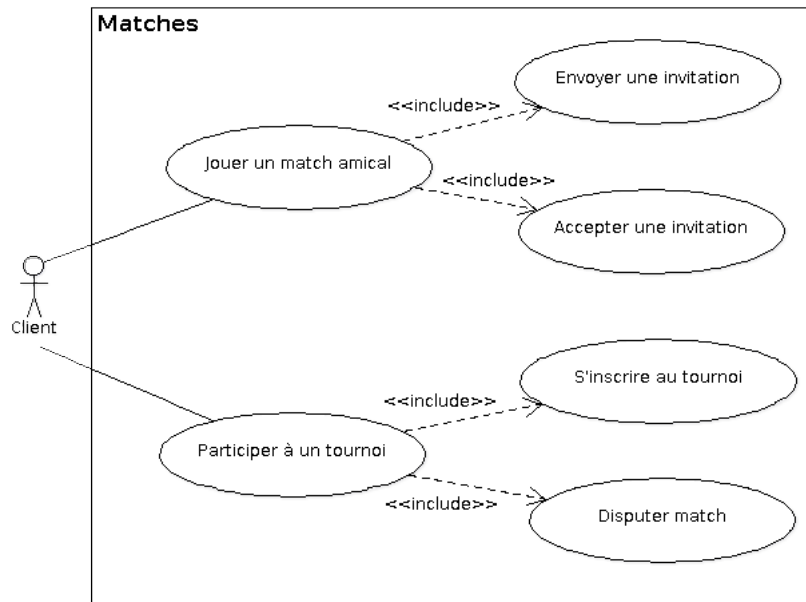 Matches
Envoyer une invitation
<<include>>
Jouer un match amical
<<include>>
Accepter une invitation
Client
S'inscrire au tournoi
<<include>>
Participer à un tournoi
<<include>>
Disputer match